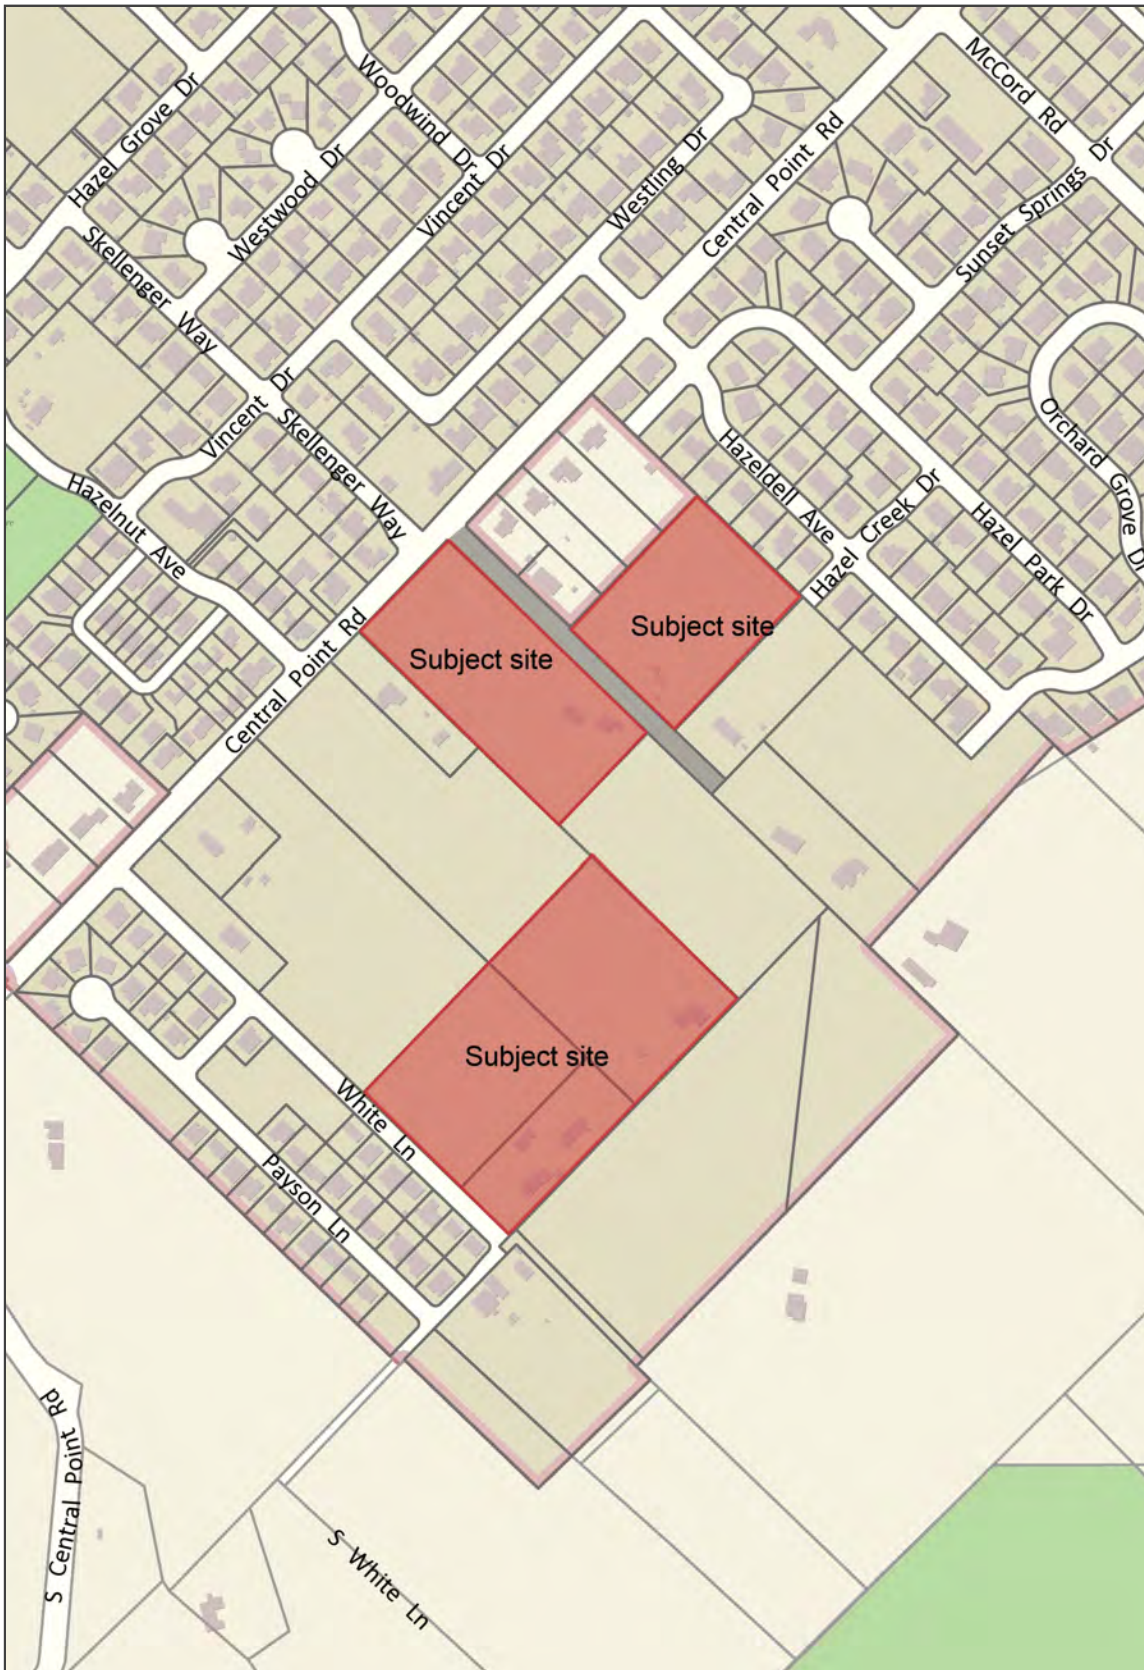 McCord Rd
Woodwind Dr
Hazel Grove Dr
Vincent Dr
Westling Dr
Central Point Rd
Westwood Dr
Sunset Springs Dr
Skellenger Way
Vincent Dr
Skellenger Way
Orchard Grove Dr
Hazeldell Ave
Hazelnut Ave
Hazel Creek Dr
Hazel Park Dr
Subject site
Subject site
Central Point Rd
Subject site
White Ln
Payson Ln
S Central Point Rd
S White Ln